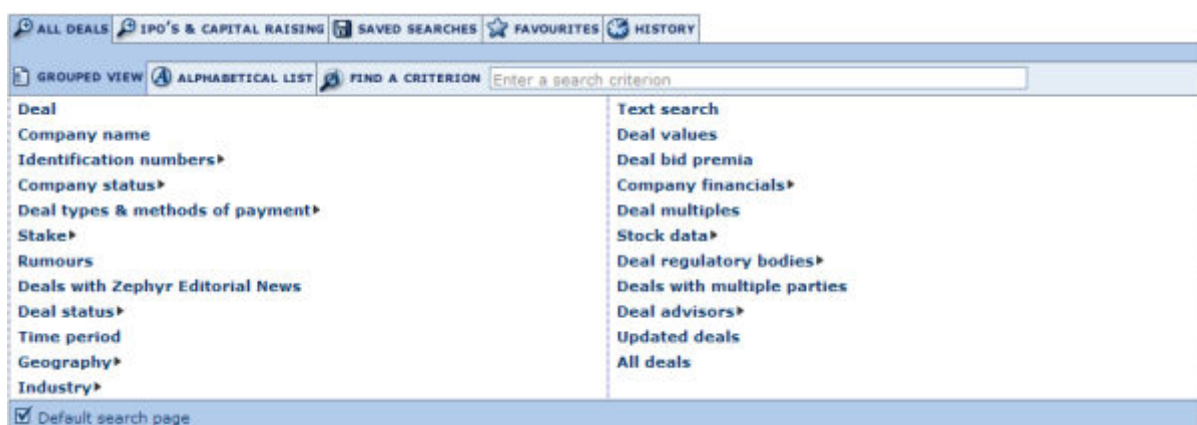 ALL DEALS IPO'S & CAPITAL RAISING SAVED SEARCHES FAVOURITES HISTORY
GROUPED VIEW ALPHABETICAL LIST FIND A CRITERION Enter a search criterion
Deal
Company name
Identification numbers
Company status
Deal types & methods of payment
Stake
Rumours
Deals with Zephyr Editorial News
Deal status
Time period
Geography
Industry
Text search
Deal values
Deal bid premia
Company financials
Deal multiples
Stock data
Deal regulatory bodies
Deals with multiple parties
Deal advisors
Updated deals
All deals
Default search page